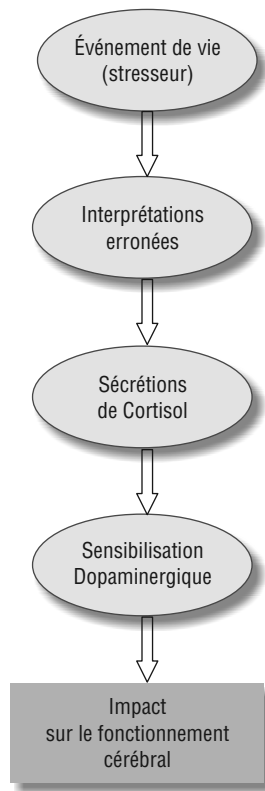 Événement de vie
(stresseur)
Interprétations
erronées
Sécrétions
de Cortisol
Sensibilisation
Dopaminergique
Impact
sur le fonctionnement
cérébral